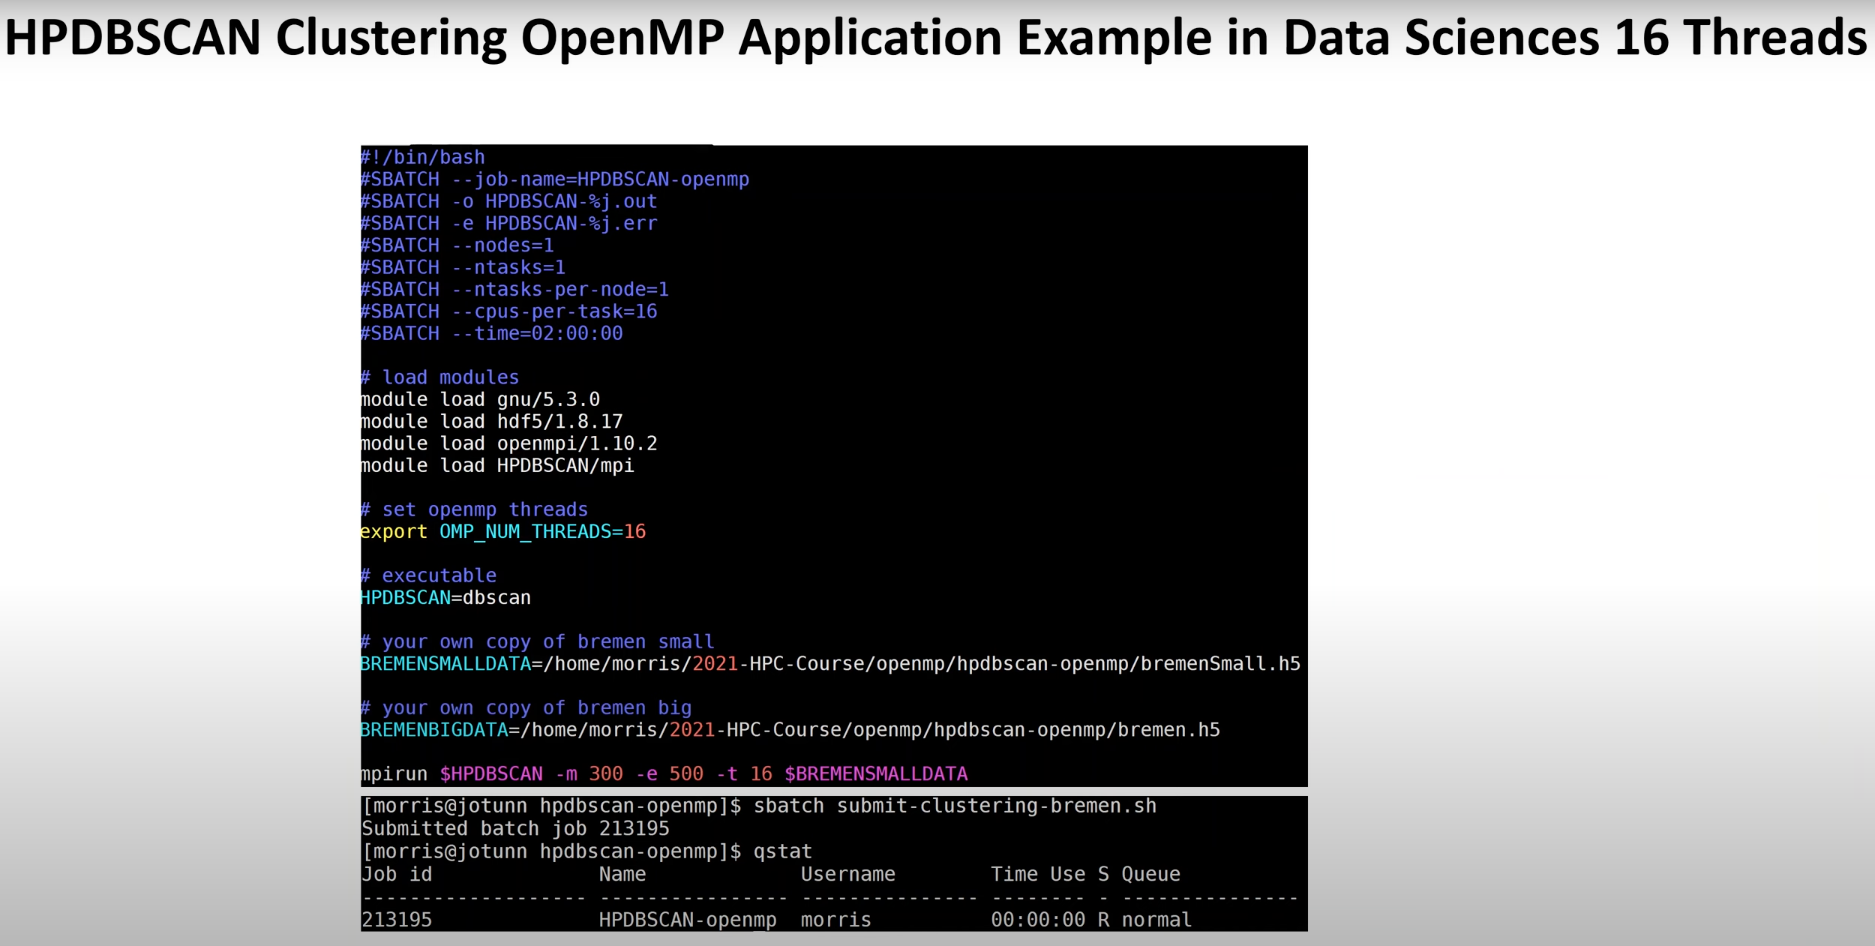 HPDBSCAN Clustering OpenMP Application Example in Data Sciences 16 Threads
#!/bin/bash
#SBATCH --job-name=HPDBSCAN-openmp
#SBATCH -o HPDBSCAN-%j.out
#SBATCH -e HPDBSCAN-%j.err
#SBATCH --nodes=1
#SBATCH --ntasks=1
#SBATCH --ntasks-per-node=1
#SBATCH --cpus-per-task=16
#SBATCH --time=02:00:00
# load modules
module load gnu/5.3.0
module load hdf5/1.8.17
module load openmpi/1.10.2
module load HPDBSCAN/mpi
# set openmp threads
export OMP_NUM_THREADS=16
# executable
HPDBSCAN=dbscan
# your own copy of bremen small
BREMENSMALLDATA=/home/morris/2021-HPC-Course/openmp/hpdbscan-openmp/bremenSmall.h5
# your own copy of bremen big
BREMENBIGDATA=/home/morris/2021-HPC-Course/openmp/hpdbscan-openmp/bremen.h5
mpirun $HPDBSCAN -m 300 -e 500 -t 16 $BREMENSMALLDATA
[morris@jotunn hpdbscan-openmp]$ sbatch submit-clustering-bremen.sh
Submitted batch job 213195
[morris@jotunn hpdbscan-openmp]$ qstat
Job id Name Username Time Use S Queue
------------------- ---------------- --------------- -------- - ---------------
213195 HPDBSCAN-openmp morris 00:00:00 R normal